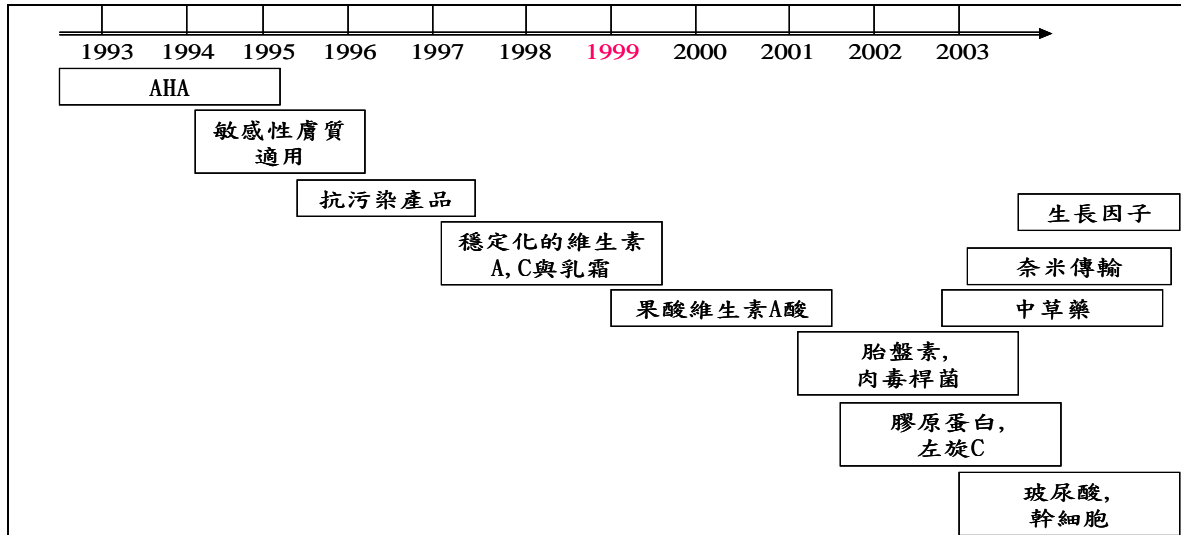 1993 1994 1995 1996 1997 1998 1999 2000 2001 2002 2003
AHA
敏感性膚質
適用
抗污染產品
生長因子
穩定化的維生素
A,C與乳霜
奈米傳輸
果酸維生素A酸
中草藥
胎盤素,
肉毒桿菌
膠原蛋白,
左旋C
玻尿酸,
幹細胞